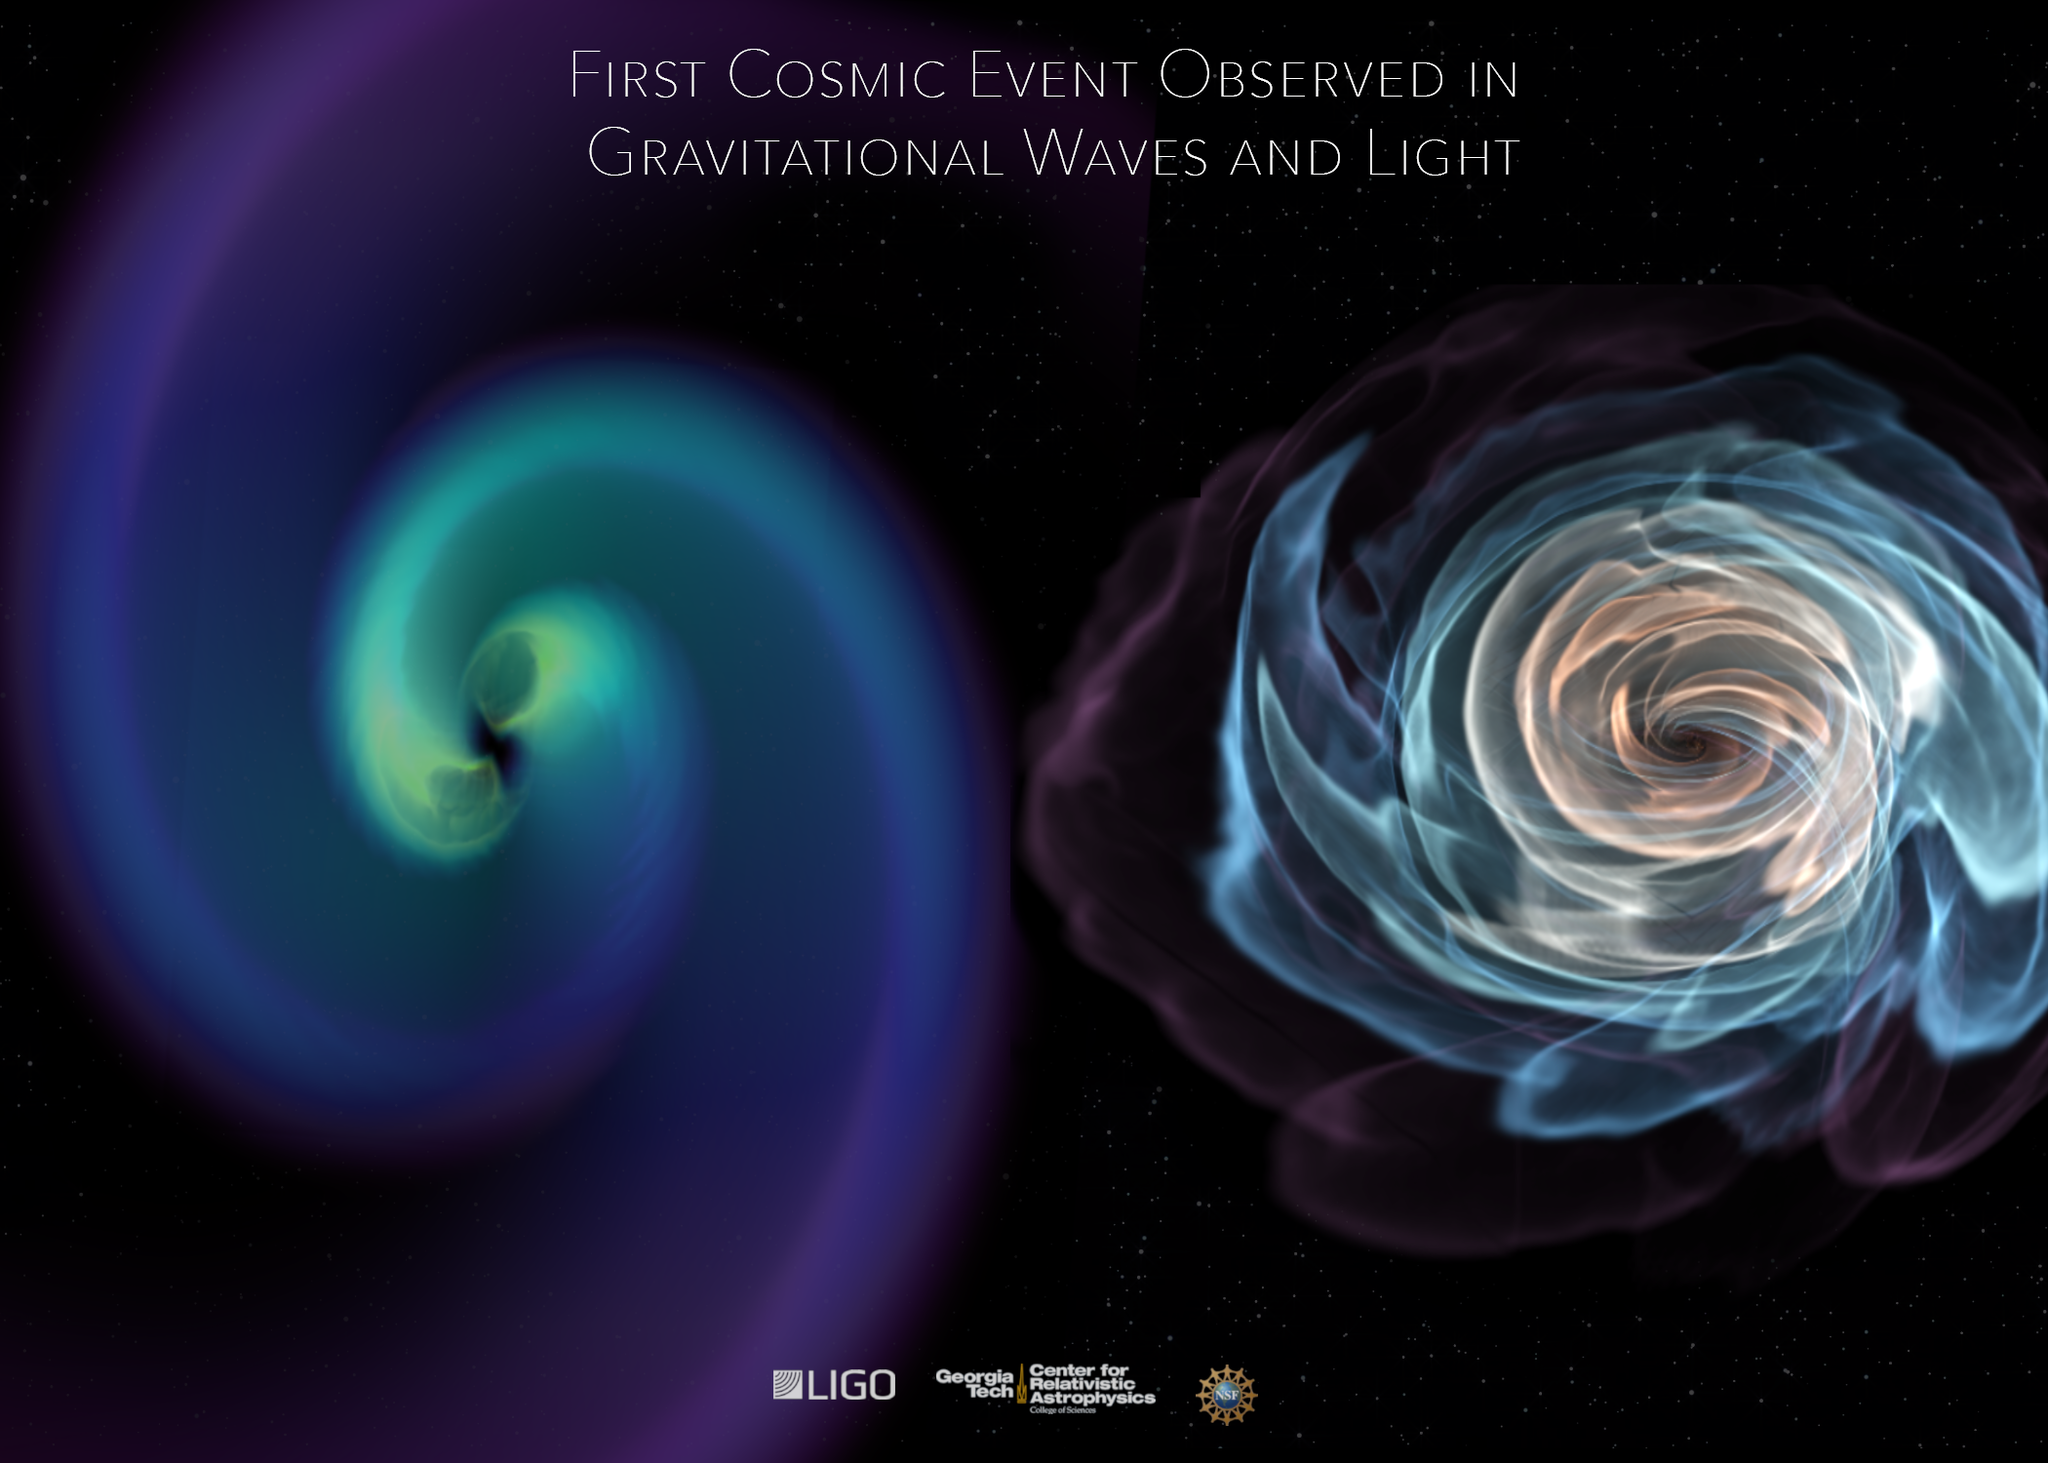 FIRST COSMIC EVENT OBSERVED IN
GRAVITATIONAL WAVES AND LIGHT
LIGO
Georgia Tech
Center for
Relativistic
Astrophysics
College of Sciences
NSF